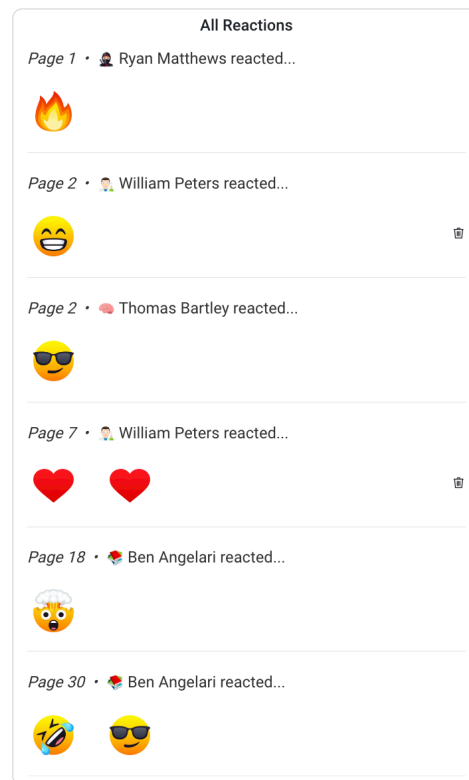 All Reactions
Page 1 • Ryan Matthews reacted...
Page 2 • William Peters reacted...
Page 2 • Thomas Bartley reacted...
Page 7 • William Peters reacted...
Page 18 • Ben Angelari reacted...
Page 30 • Ben Angelari reacted...